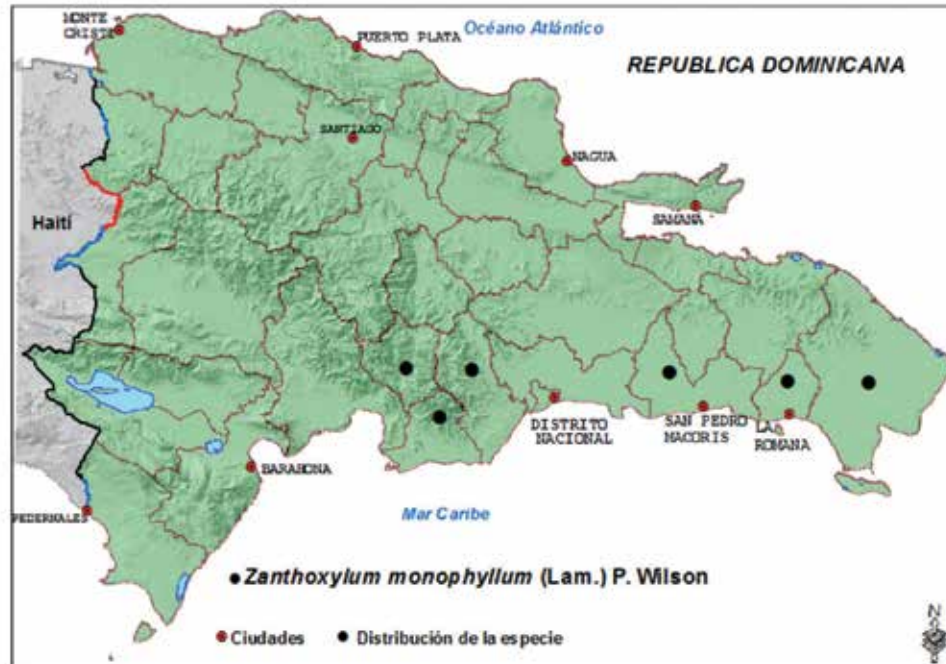 MONTE
CRISTI
PUERTO PLATA
Océano Atlántico
REPUBLICA DOMINICANA
SANTIAGO
NAGUA
SAMANÁ
Haití
DISTRITO
NACIONAL
SAN PEDRO
MACORIS
LA
ROMANA
BARAHONA
PEDERNALES
Mar Caribe
Zanthoxylum monophyllum (Lam.) P. Wilson
Ciudades
Distribución de la especie
N